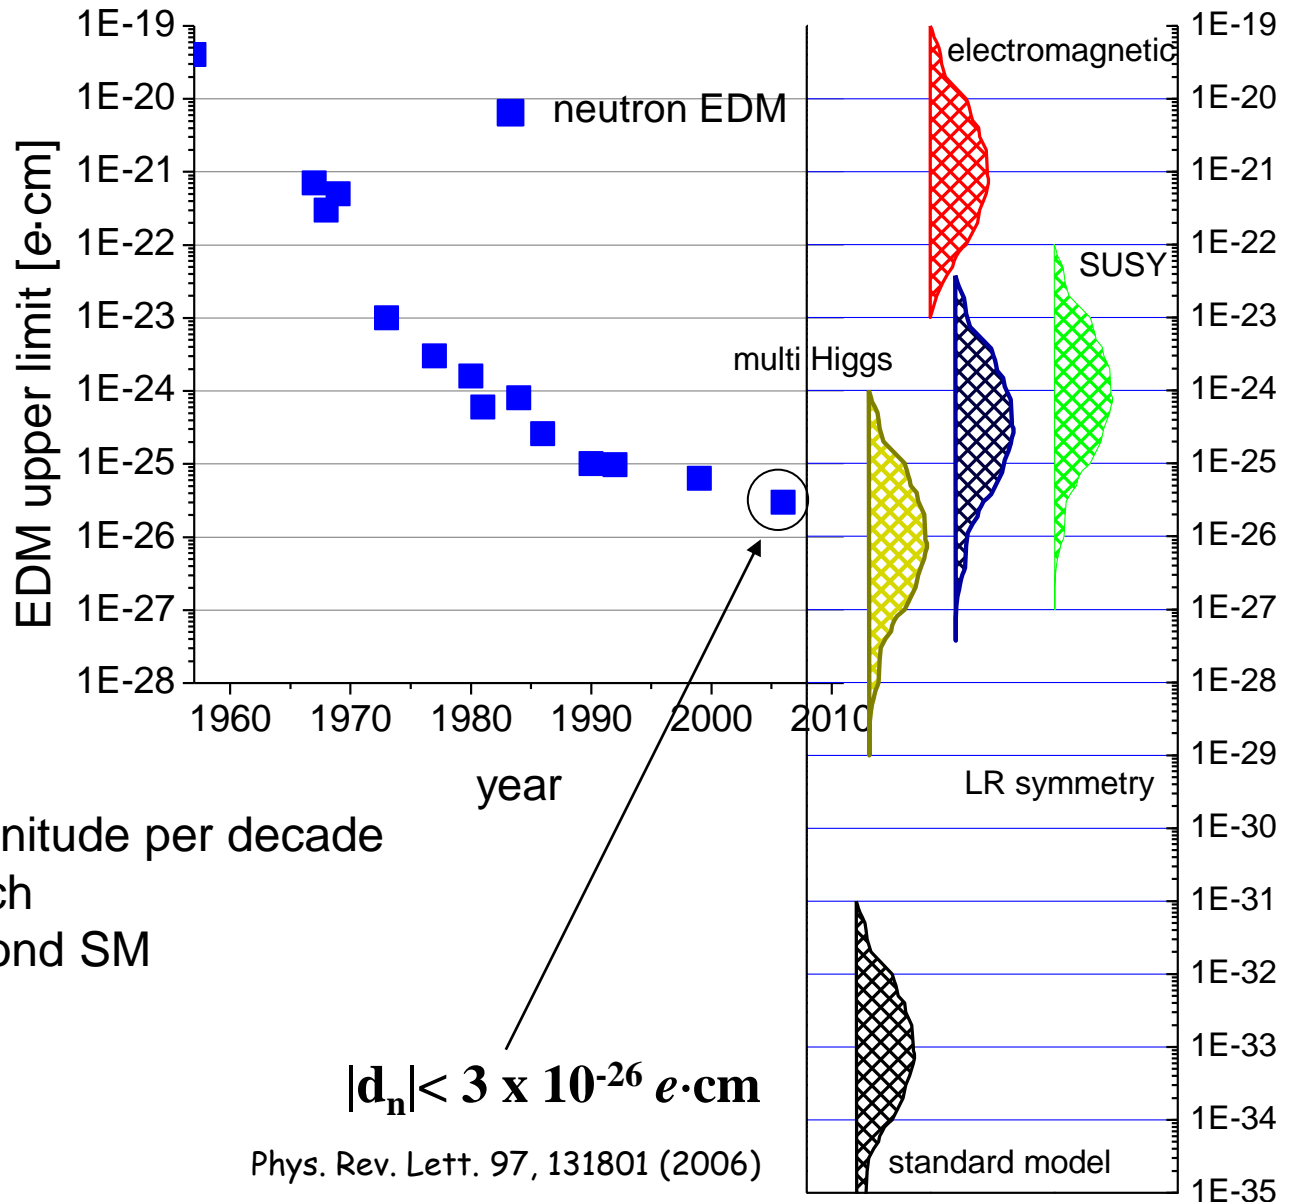 1E-19
1E-20
1E-21
1E-22
1E-23
1E-24
1E-25
1E-26
1E-27
1E-28
EDM upper limit [e·cm]
neutron EDM
1960 1970 1980 1990 2000 2010
year
electromagnetic
SUSY
multi Higgs
LR symmetry
standard model
1E-19
1E-20
1E-21
1E-22
1E-23
1E-24
1E-25
1E-26
1E-27
1E-28
1E-29
1E-30
1E-31
1E-32
1E-33
1E-34
1E-35
nitude per decade
ch
ond SM
|dₙ|< 3 x 10⁻²⁶ e·cm
Phys. Rev. Lett. 97, 131801 (2006)